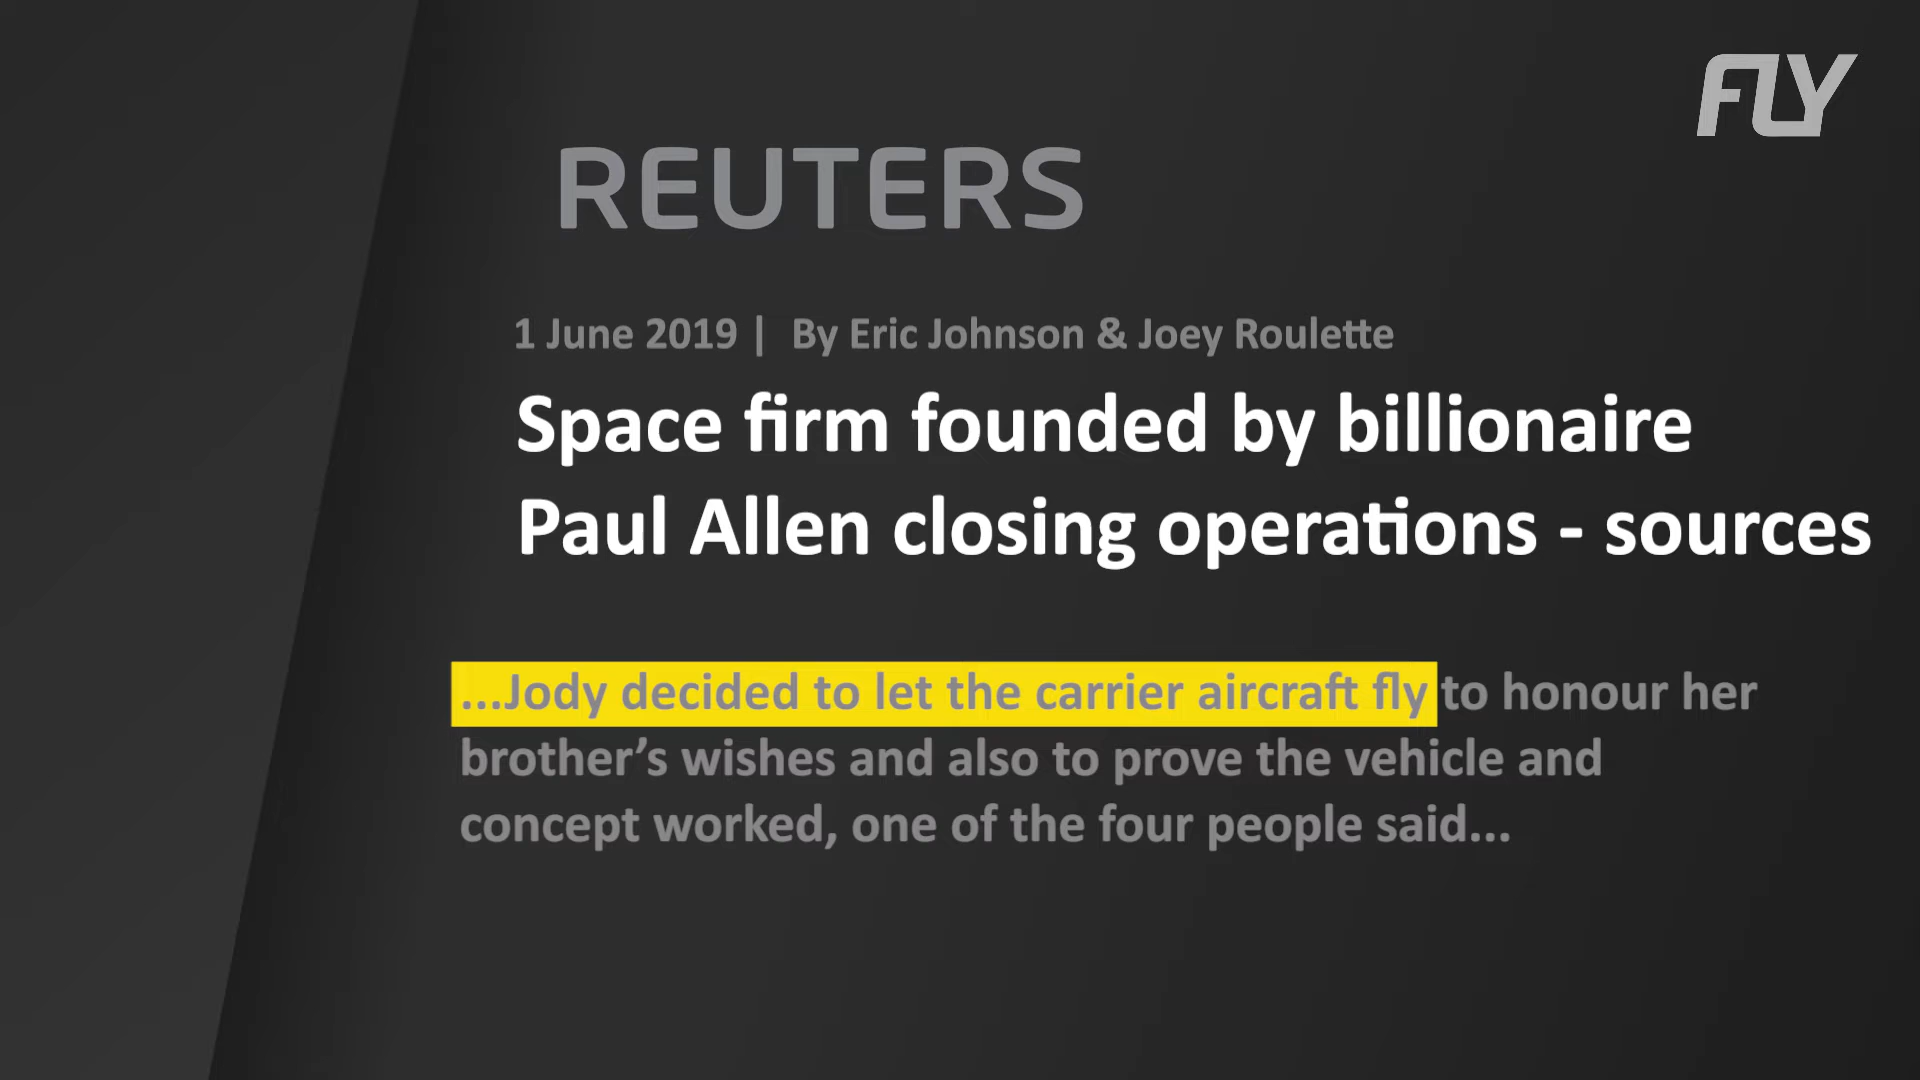 FLY
REUTERS
1 June 2019 | By Eric Johnson & Joey Roulette
Space firm founded by billionaire
Paul Allen closing operations - sources
...Jody decided to let the carrier aircraft fly to honour her
brother’s wishes and also to prove the vehicle and
concept worked, one of the four people said...